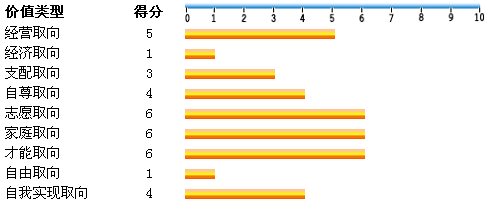 价值类型 得分 0 1 2 3 4 5 6 7 8 9 10
经营取向 5
经济取向 1
支配取向 3
自尊取向 4
志愿取向 6
家庭取向 6
才能取向 6
自由取向 1
自我实现取向 4